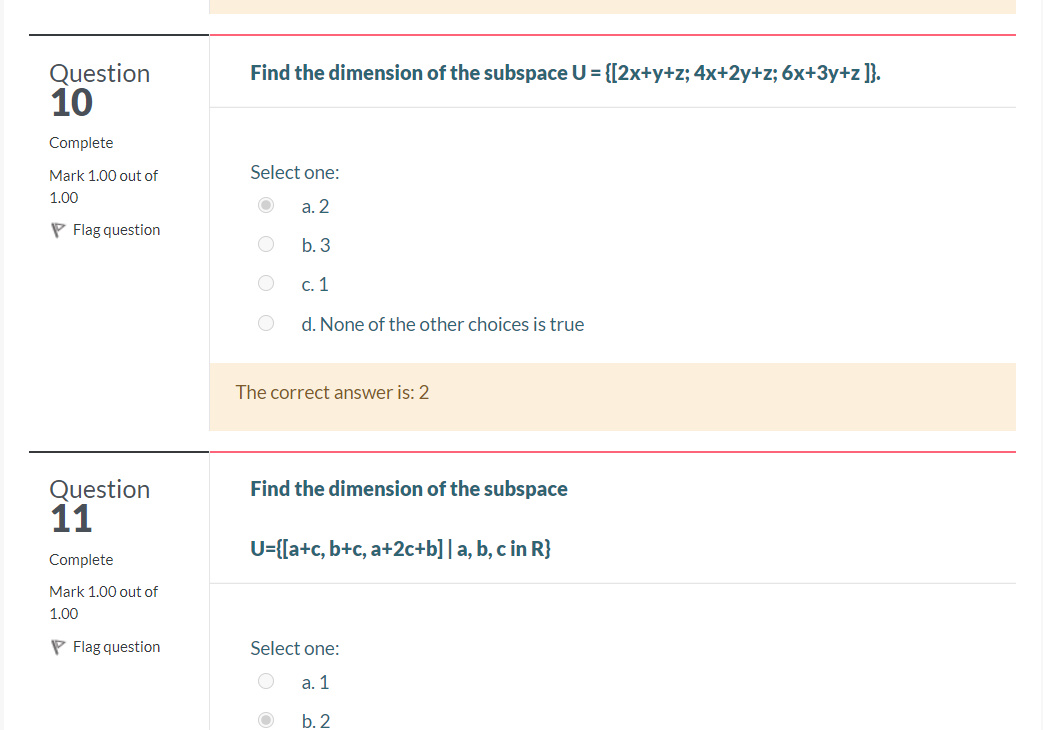 Question
10
Complete
Mark 1.00 out of
1.00
Flag question
Find the dimension of the subspace U = {[2x+y+z; 4x+2y+z; 6x+3y+z ]}.
Select one:
a. 2
b. 3
c. 1
d. None of the other choices is true
The correct answer is: 2
Question
11
Complete
Mark 1.00 out of
1.00
Flag question
Find the dimension of the subspace
U={[a+c, b+c, a+2c+b] | a, b, c in R}
Select one:
a. 1
b. 2